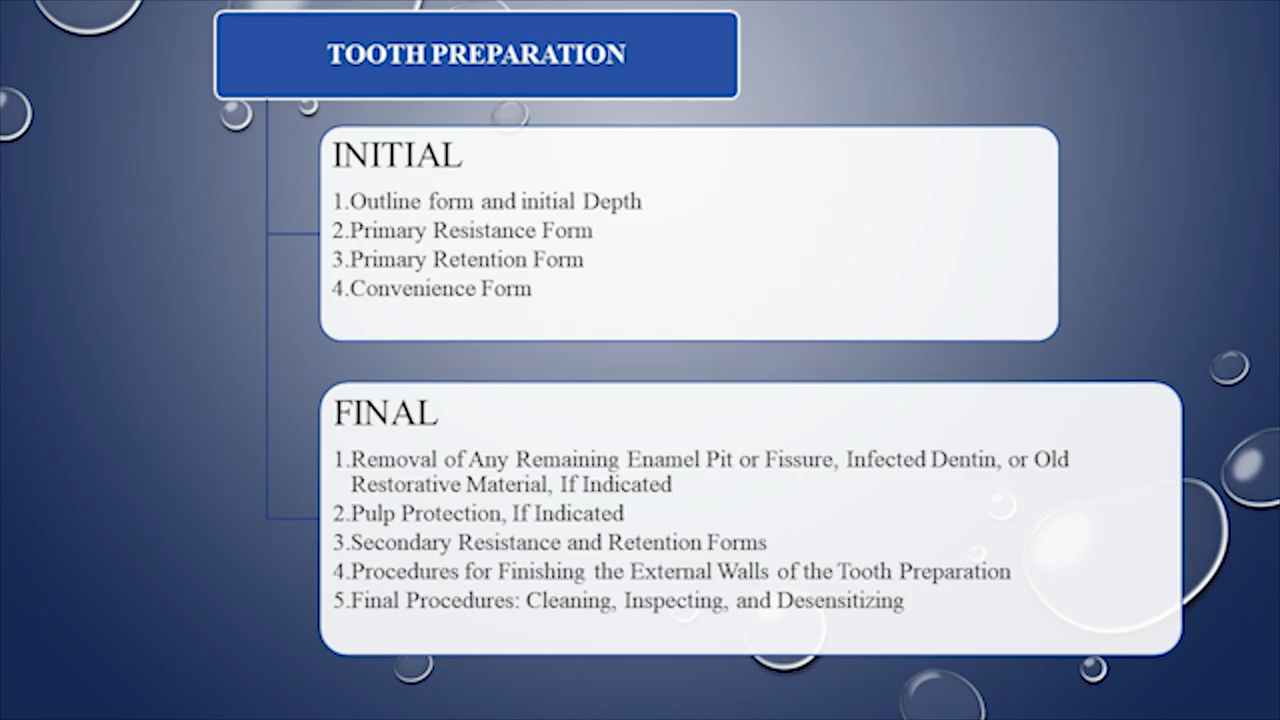 TOOTH PREPARATION
INITIAL
1.Outline form and initial Depth
2.Primary Resistance Form
3.Primary Retention Form
4.Convenience Form
FINAL
1.Removal of Any Remaining Enamel Pit or Fissure, Infected Dentin, or Old
Restorative Material, If Indicated
2.Pulp Protection, If Indicated
3.Secondary Resistance and Retention Forms
4.Procedures for Finishing the External Walls of the Tooth Preparation
5.Final Procedures: Cleaning, Inspecting, and Desensitizing